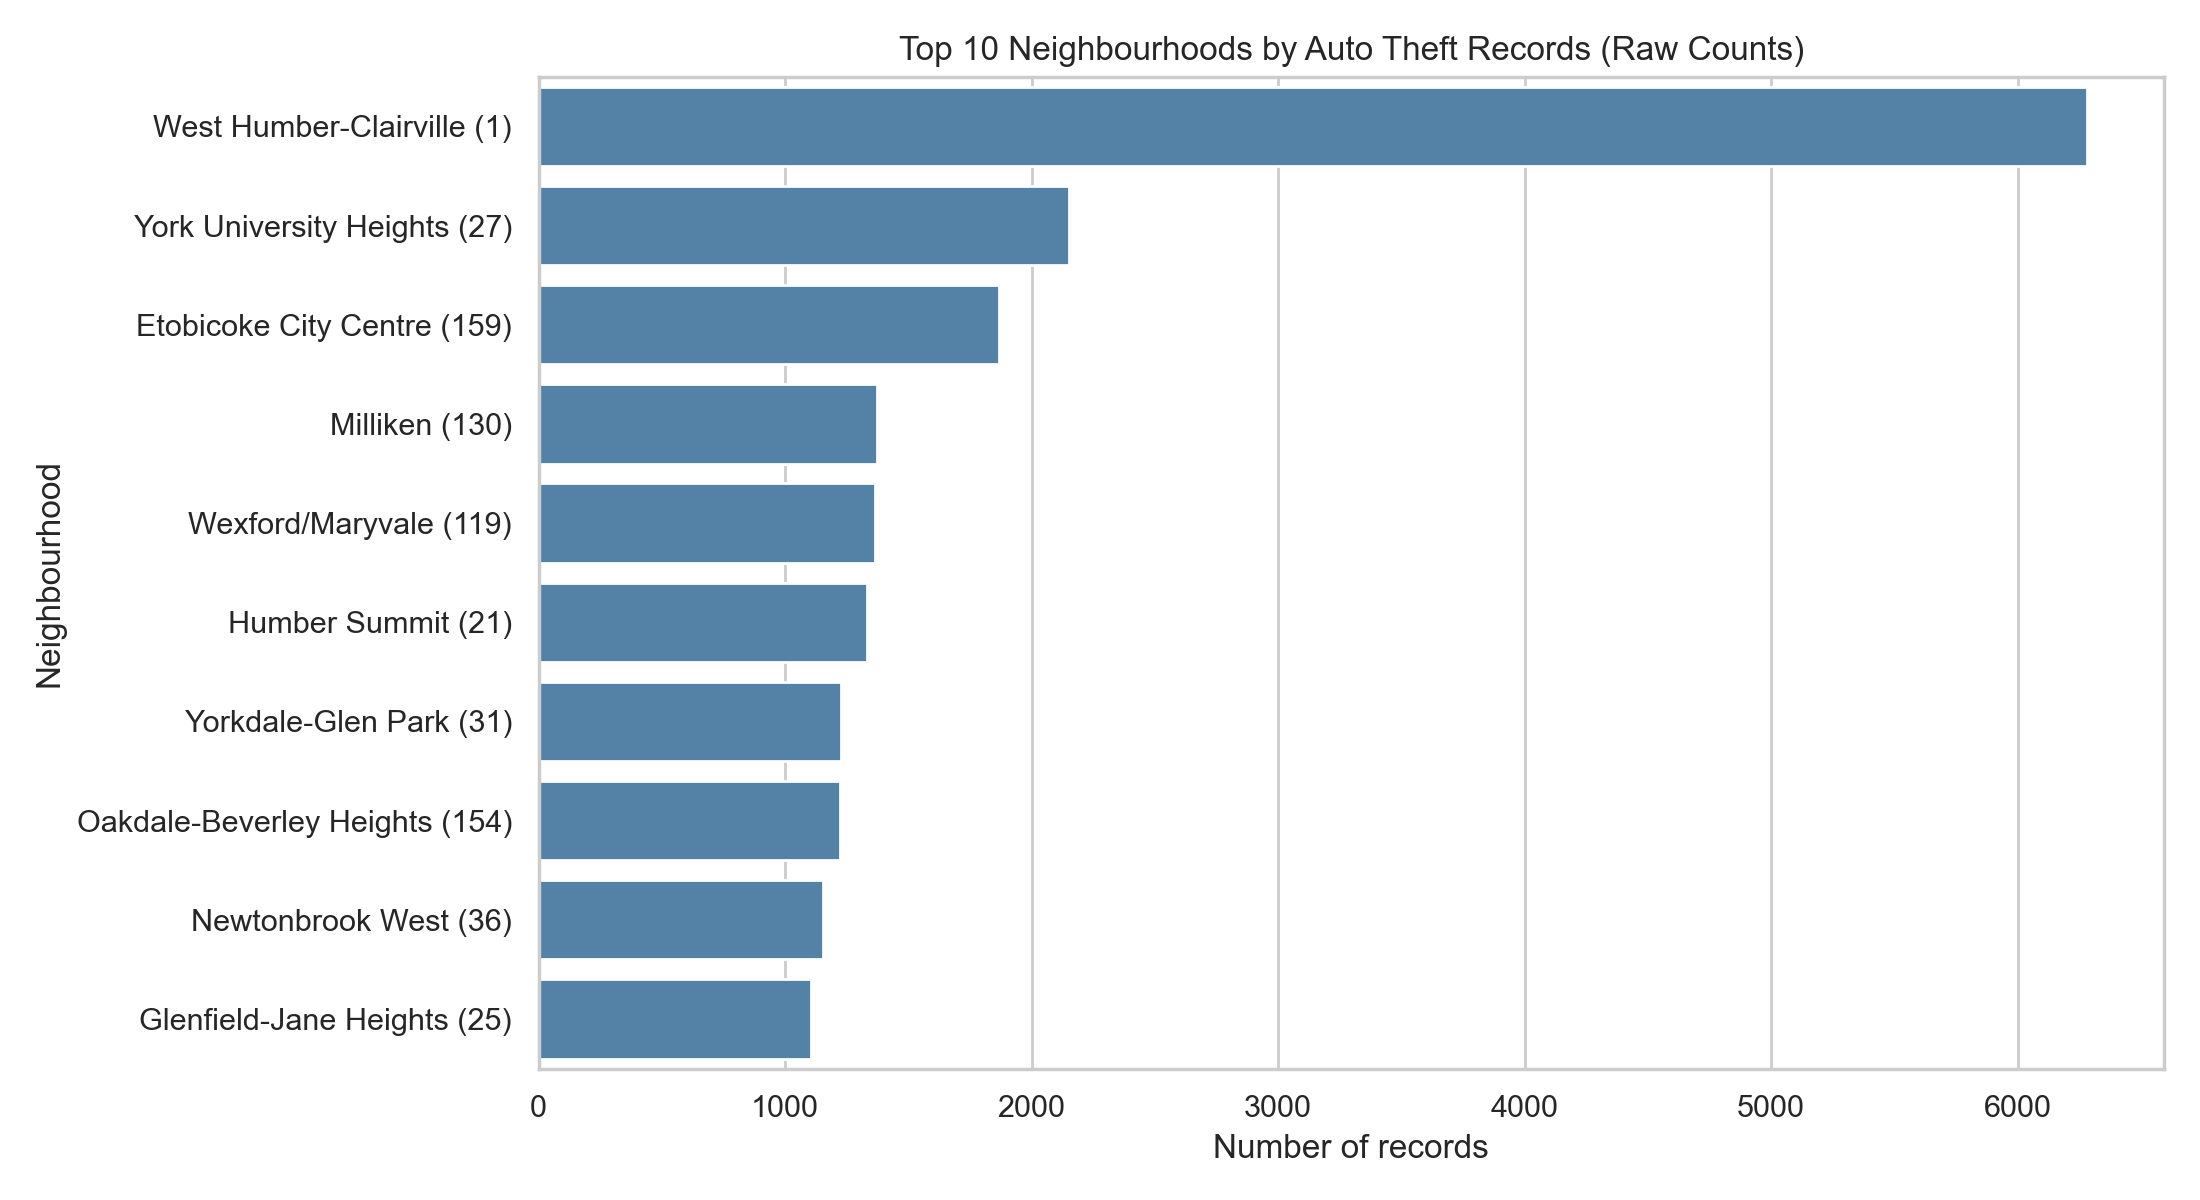 Top 10 Neighbourhoods by Auto Theft Records (Raw Counts)
Neighbourhood
West Humber-Clairville (1)
York University Heights (27)
Etobicoke City Centre (159)
Milliken (130)
Wexford/Maryvale (119)
Humber Summit (21)
Yorkdale-Glen Park (31)
Oakdale-Beverley Heights (154)
Newtonbrook West (36)
Glenfield-Jane Heights (25)
0 1000 2000 3000 4000 5000 6000
Number of records